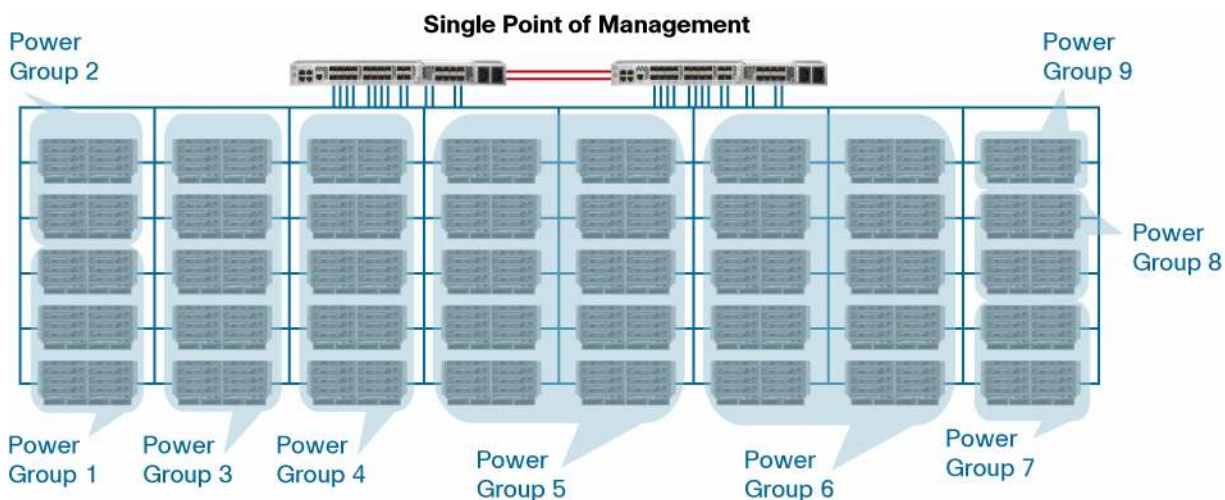 Single Point of Management
Power
Group 2
Power
Group 9
Power
Group 8
Power
Group 1
Power
Group 3
Power
Group 4
Power
Group 5
Power
Group 6
Power
Group 7